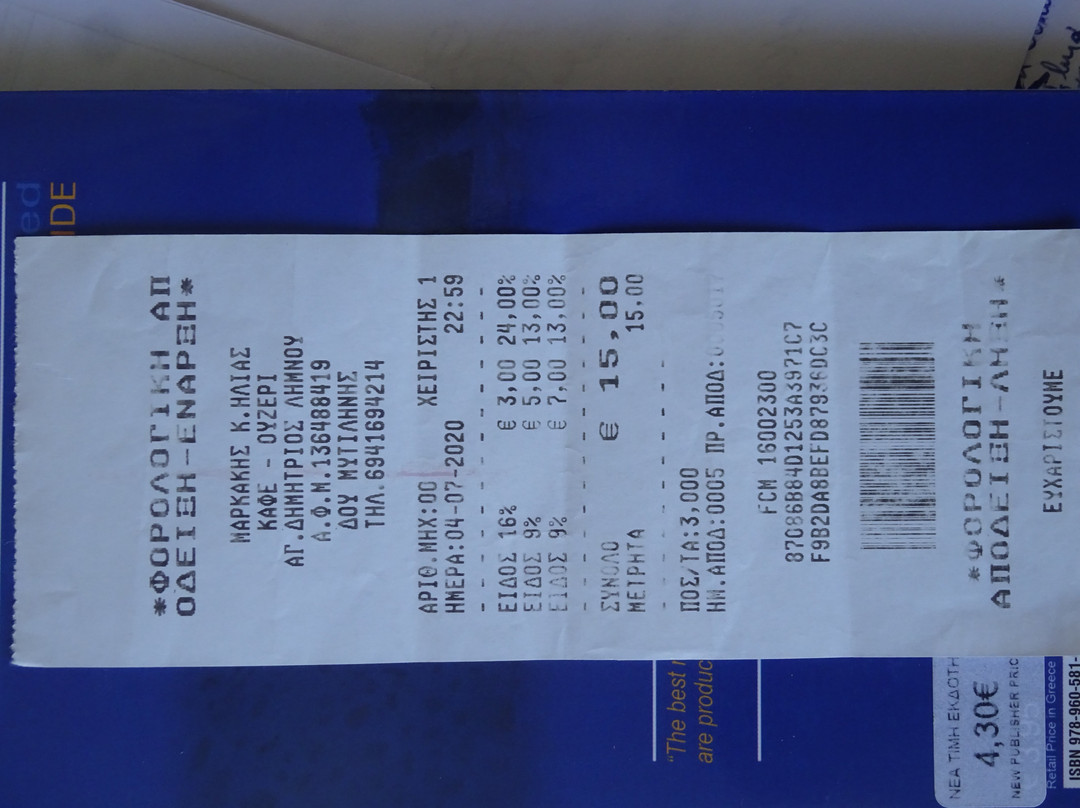 *ΦΟΡΟΛΟΓΙΚΗ ΑΠ
ΟΔΕΙΞΗ-ΕΝΑΡΞΗ*
ΜΑΡΚΑΚΗΣ Κ.ΗΛΙΑΣ
ΚΑΦΕ - ΟΥΖΕΡΙ
ΑΓ.ΔΗΜΗΤΡΙΟΣ ΛΗΜΝΟΥ
Α.Φ.Μ.136488419
ΔΟΥ ΜΥΤΙΛΗΝΗΣ
ΤΗΛ.6941694214
ΑΡΙΘ.ΜΗΧ:00 ΧΕΙΡΙΣΤΗΣ 1
ΗΜΕΡΑ:04-07-2020 22:59
ΕΙΔΟΣ 16% € 3,00 24,00%
ΕΙΔΟΣ 9% € 5,00 13,00%
ΕΙΔΟΣ 9% € 7,00 13,00%
ΣΥΝΟΛΟ € 15,00
ΜΕΤΡΗΤΑ 15.00
ΠΟΣ/ΤΑ:3,000
ΗΜ.ΑΠΟΔ:0005 ΠΡ.ΑΠΟΔ:
FCM 16002300
87086B84D1253A3971C7
F9B2DA8BEFD87936DC3C
*ΦΟΡΟΛΟΓΙΚΗ
ΑΠΟΔΕΙΞΗ-ΛΗΞΗ*
ΕΥΧΑΡΙΣΤΟΥΜΕ
ed
IDE
"The best
are produc
ΝΕΑ ΤΙΜΗ ΕΚΔΟΤΗ
4,30€
NEW PUBLISHER PRIC
Retail Price in Greece
ISBN 978-960-581-